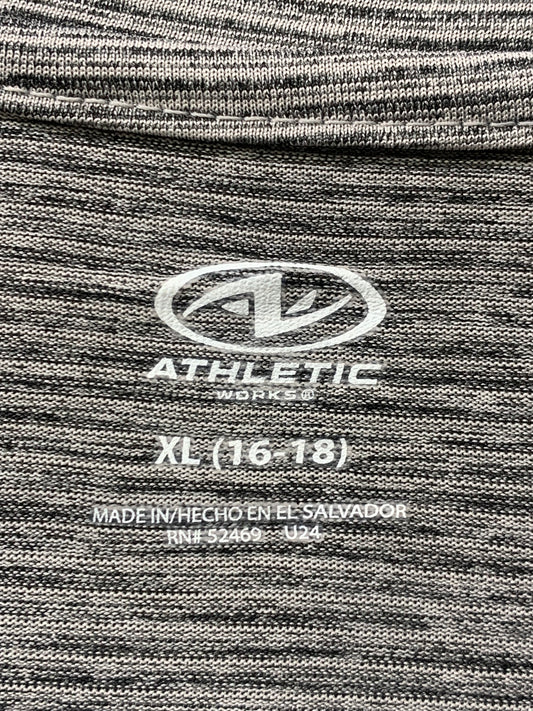 ATHLETIC
WORKS®
XL (16-18)
MADE IN/HECHO EN EL SALVADOR
RN# 52469 U24